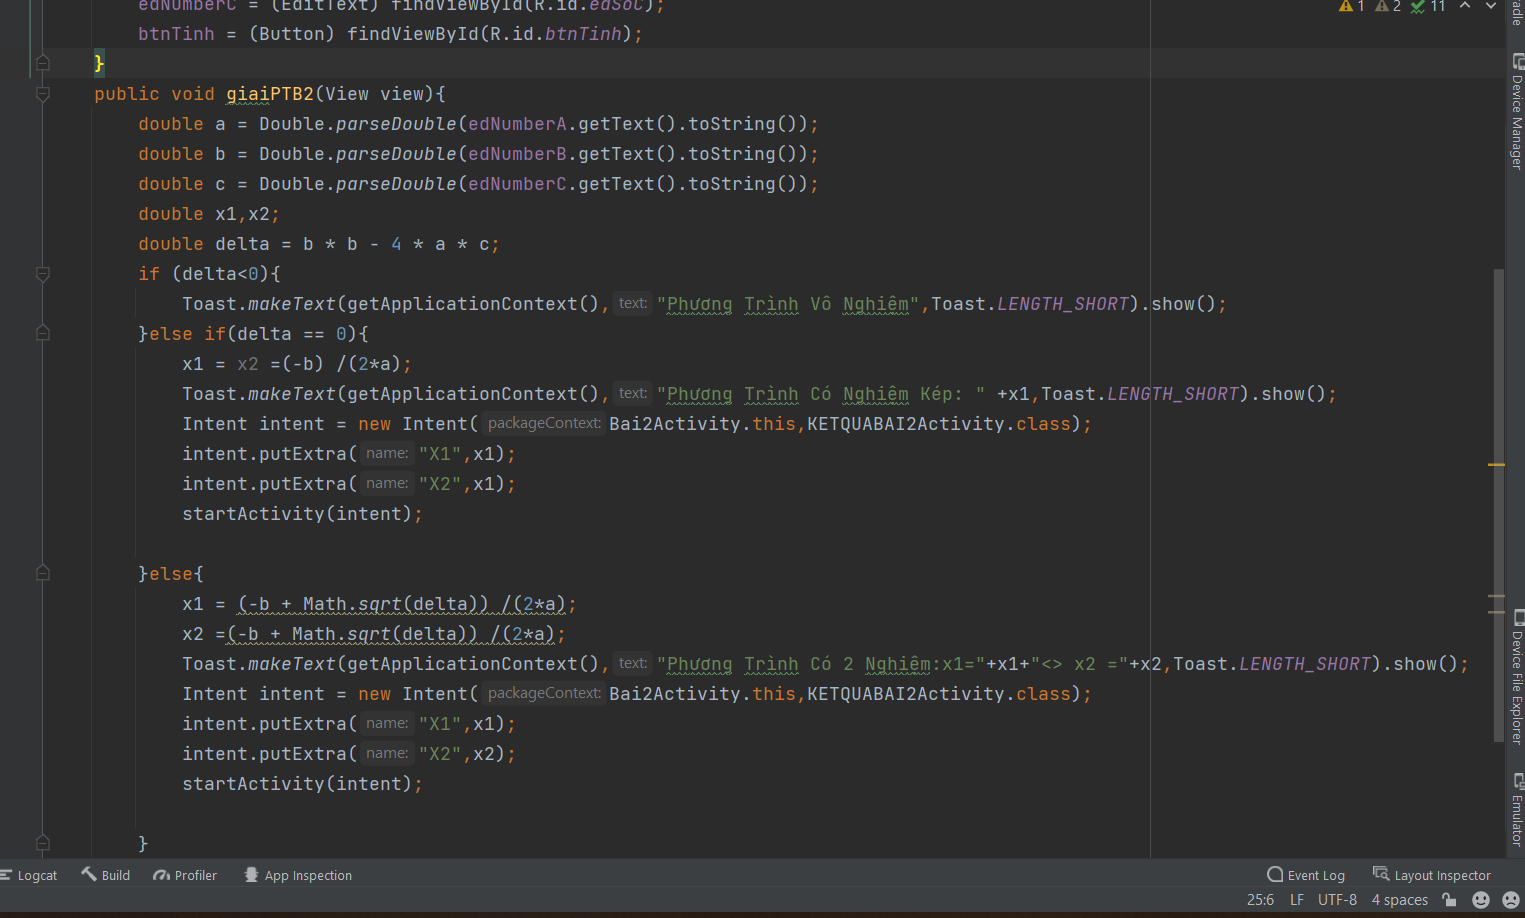 edNumberC = (EditText) findViewById(R.id.edSoC);
1 2 11
btnTinh = (Button) findViewById(R.id.btnTinh);
}
public void giaiPTB2(View view){
double a = Double.parseDouble(edNumberA.getText().toString());
double b = Double.parseDouble(edNumberB.getText().toString());
double c = Double.parseDouble(edNumberC.getText().toString());
double x1,x2;
double delta = b * b - 4 * a * c;
if (delta<0){
Toast.makeText(getApplicationContext(), text: "Phương Trình Vô Nghiệm",Toast.LENGTH_SHORT).show();
}else if(delta == 0){
x1 = x2 =(-b) /(2*a);
Toast.makeText(getApplicationContext(), text: "Phương Trình Có Nghiệm Kép: " +x1,Toast.LENGTH_SHORT).show();
Intent intent = new Intent( packageContext: Bai2Activity.this,KETQUABAI2Activity.class);
intent.putExtra( name: "X1",x1);
intent.putExtra( name: "X2",x1);
startActivity(intent);
}else{
x1 = (-b + Math.sqrt(delta)) /(2*a);
x2 =(-b + Math.sqrt(delta)) /(2*a);
Toast.makeText(getApplicationContext(), text: "Phương Trình Có 2 Nghiệm:x1="+x1+"<> x2 ="+x2,Toast.LENGTH_SHORT).show();
Intent intent = new Intent( packageContext: Bai2Activity.this,KETQUABAI2Activity.class);
intent.putExtra( name: "X1",x1);
intent.putExtra( name: "X2",x2);
startActivity(intent);
}
Device Manager
Device File Explorer
Emulator
Logcat Build Profiler App Inspection Event Log Layout Inspector
25:6 LF UTF-8 4 spaces